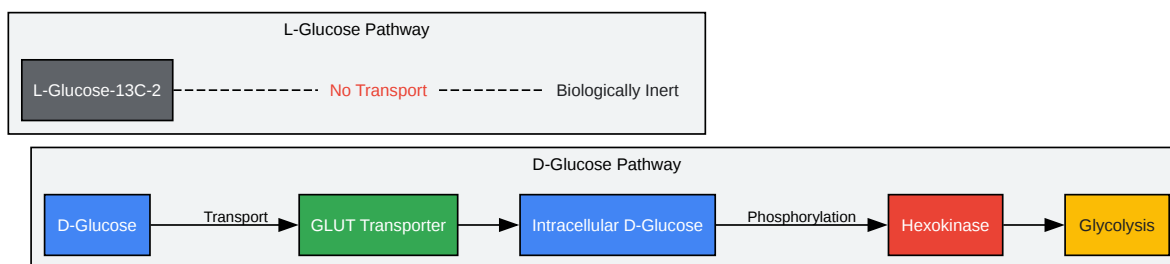 L-Glucose Pathway
L-Glucose-13C-2
No Transport
Biologically Inert
D-Glucose Pathway
D-Glucose
Transport
GLUT Transporter
Intracellular D-Glucose
Phosphorylation
Hexokinase
Glycolysis